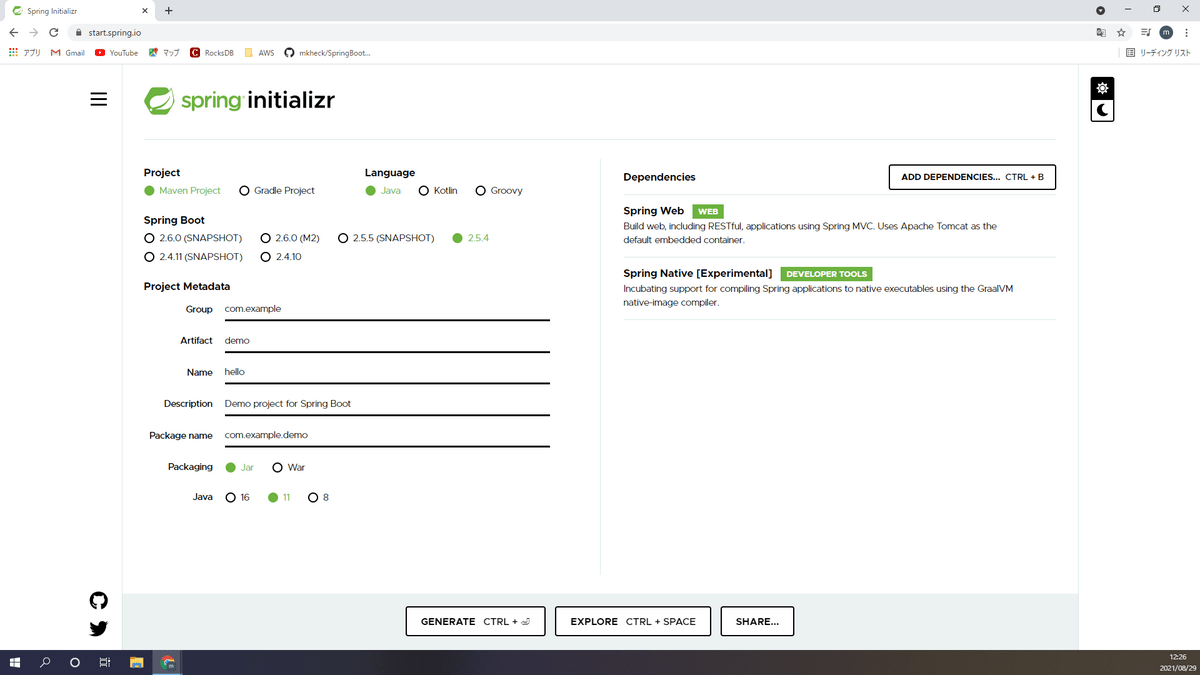 Spring Initializr
start.spring.io
アプリ
Gmail
YouTube
マップ
RocksDB
AWS
mkheck/SpringBoot...
リーディング リスト
spring initializr
Project
Maven Project
Gradle Project
Language
Java
Kotlin
Groovy
Spring Boot
2.6.0 (SNAPSHOT)
2.6.0 (M2)
2.5.5 (SNAPSHOT)
2.5.4
2.4.11 (SNAPSHOT)
2.4.10
Project Metadata
Group com.example
Artifact demo
Name hello
Description Demo project for Spring Boot
Package name com.example.demo
Packaging Jar War
Java 16 11 8
Dependencies
ADD DEPENDENCIES... CTRL + B
Spring Web WEB
Build web, including RESTful, applications using Spring MVC. Uses Apache Tomcat as the
default embedded container.
Spring Native [Experimental] DEVELOPER TOOLS
Incubating support for compiling Spring applications to native executables using the GraalVM
native-image compiler.
GENERATE CTRL + ⏎
EXPLORE CTRL + SPACE
SHARE...
12:26
2021/08/29